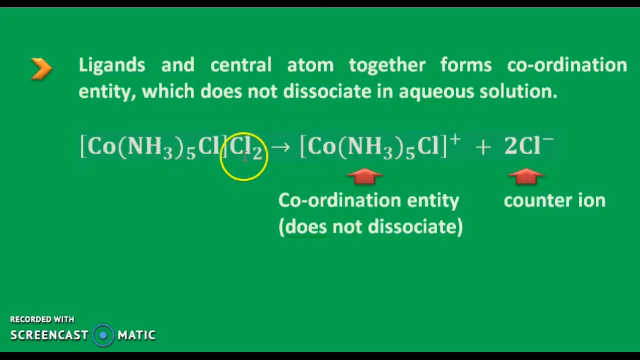 Ligands and central atom together forms co-ordination
entity, which does not dissociate in aqueous solution.
[Co(NH₃)₅Cl]Cl₂ → [Co(NH₃)₅Cl]⁺ + 2Cl⁻
Co-ordination entity counter ion
(does not dissociate)
RECORDED WITH
SCREENCAST MATIC